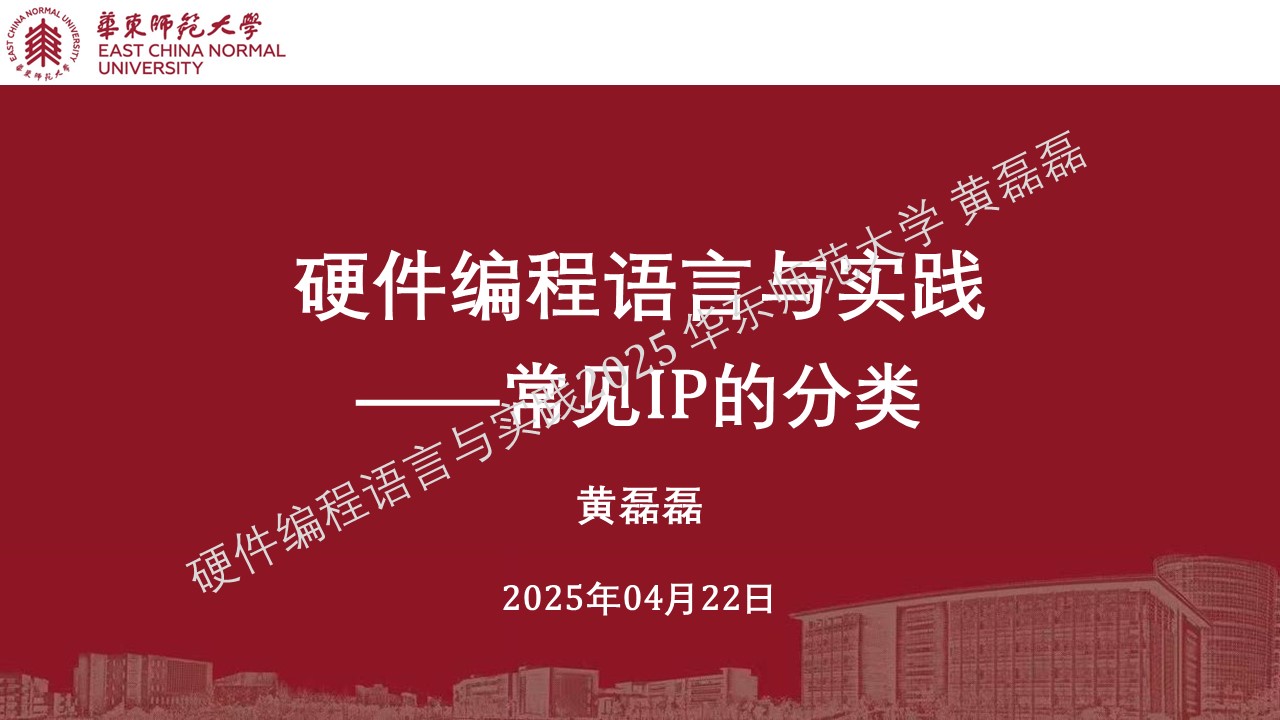 EAST CHINA NORMAL UNIVERSITY
華東師范大學
華東師范大學
EAST CHINA NORMAL
UNIVERSITY
硬件编程语言与实践
——常见IP的分类
黄磊磊
2025年04月22日
硬件编程语言与实践2025 华东师范大学 黄磊磊